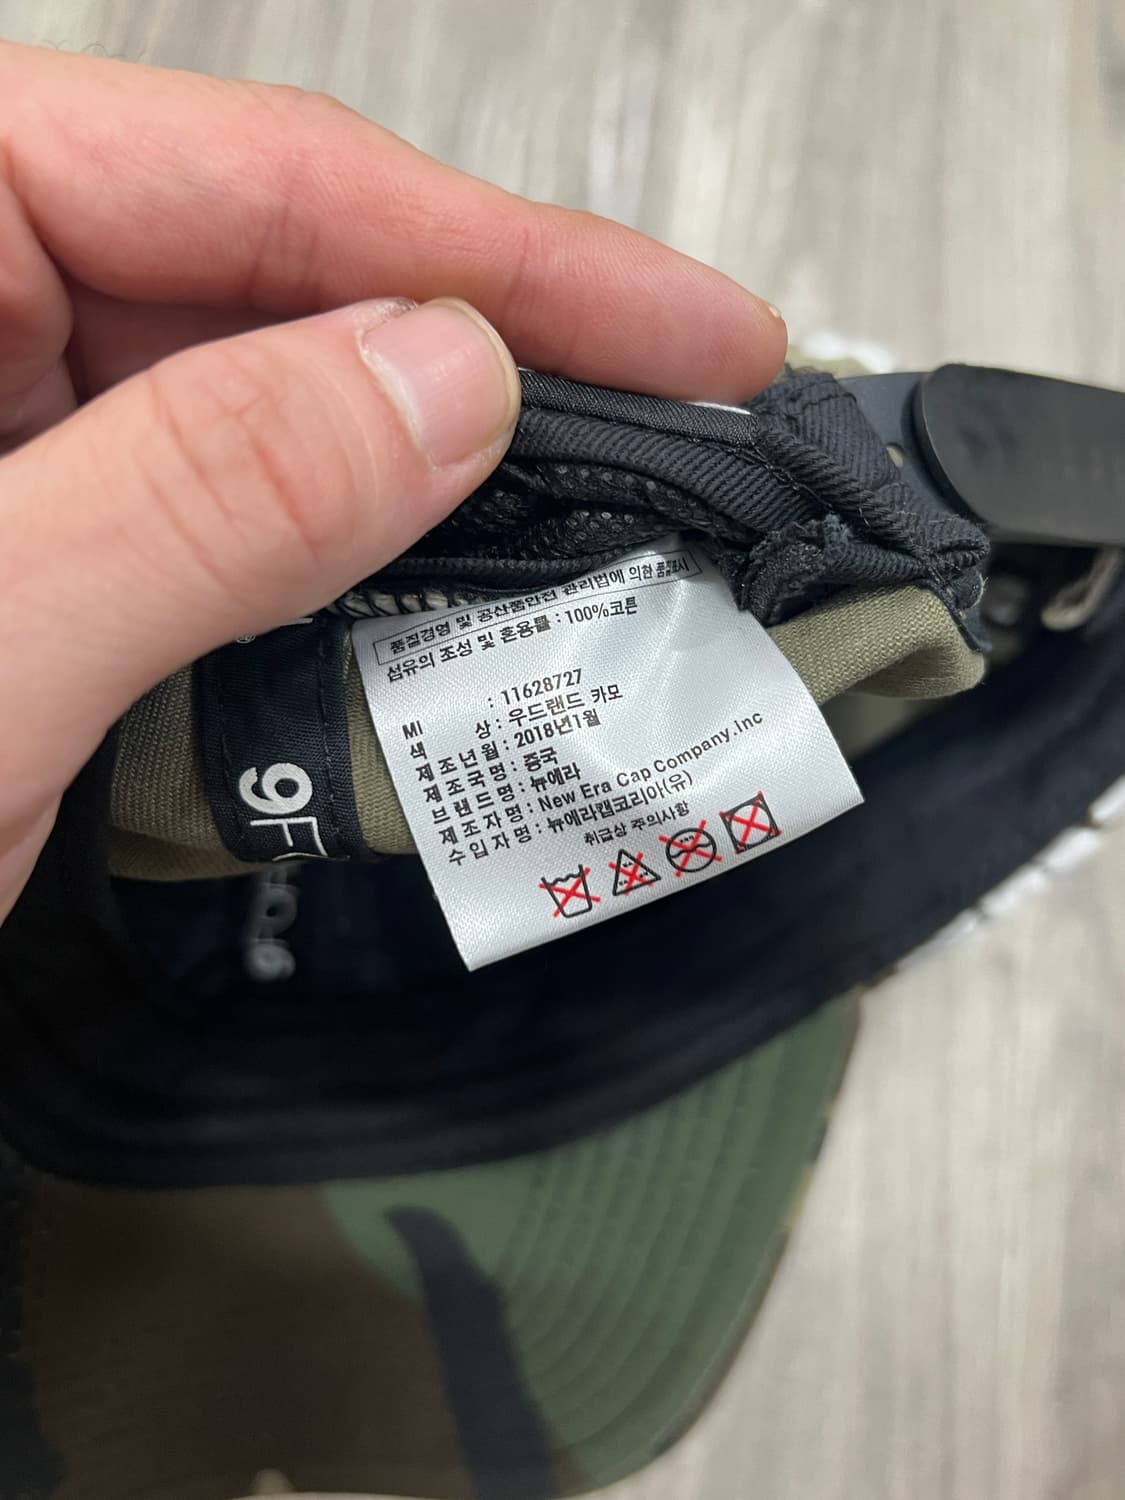 품질경영 및 공산품안전 관리법에 의한 품질표시
섬유의 조성 및 혼용률 : 100%코튼
MI : 11628727
색 상 : 우드랜드 카모
제조년월 : 2018년1월
제조국명 : 중국
브랜드명 : 뉴에라
제조자명 : New Era Cap Company.inc
수입자명 : 뉴에라캡코리아(유)
취급상 주의사항
®
9F